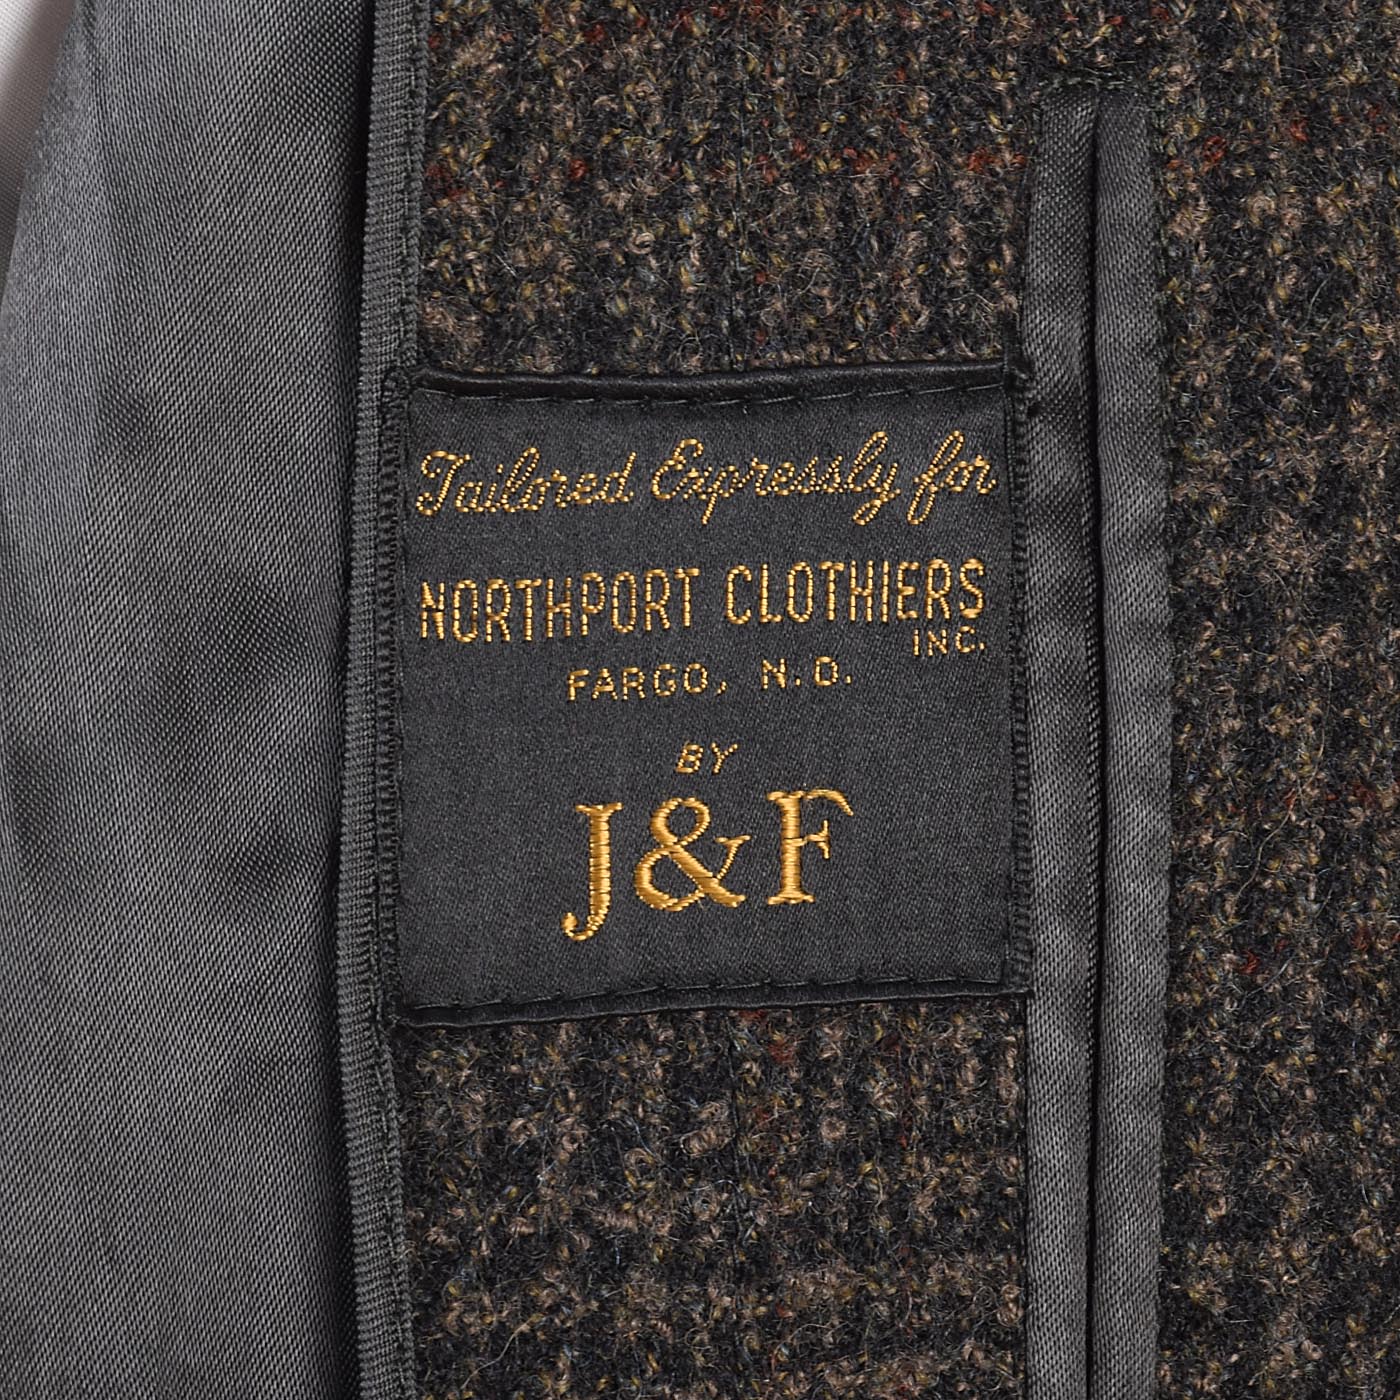 Tailored Expressly for
NORTHPORT CLOTHIERS
INC.
FARGO, N.D.
BY
J&F